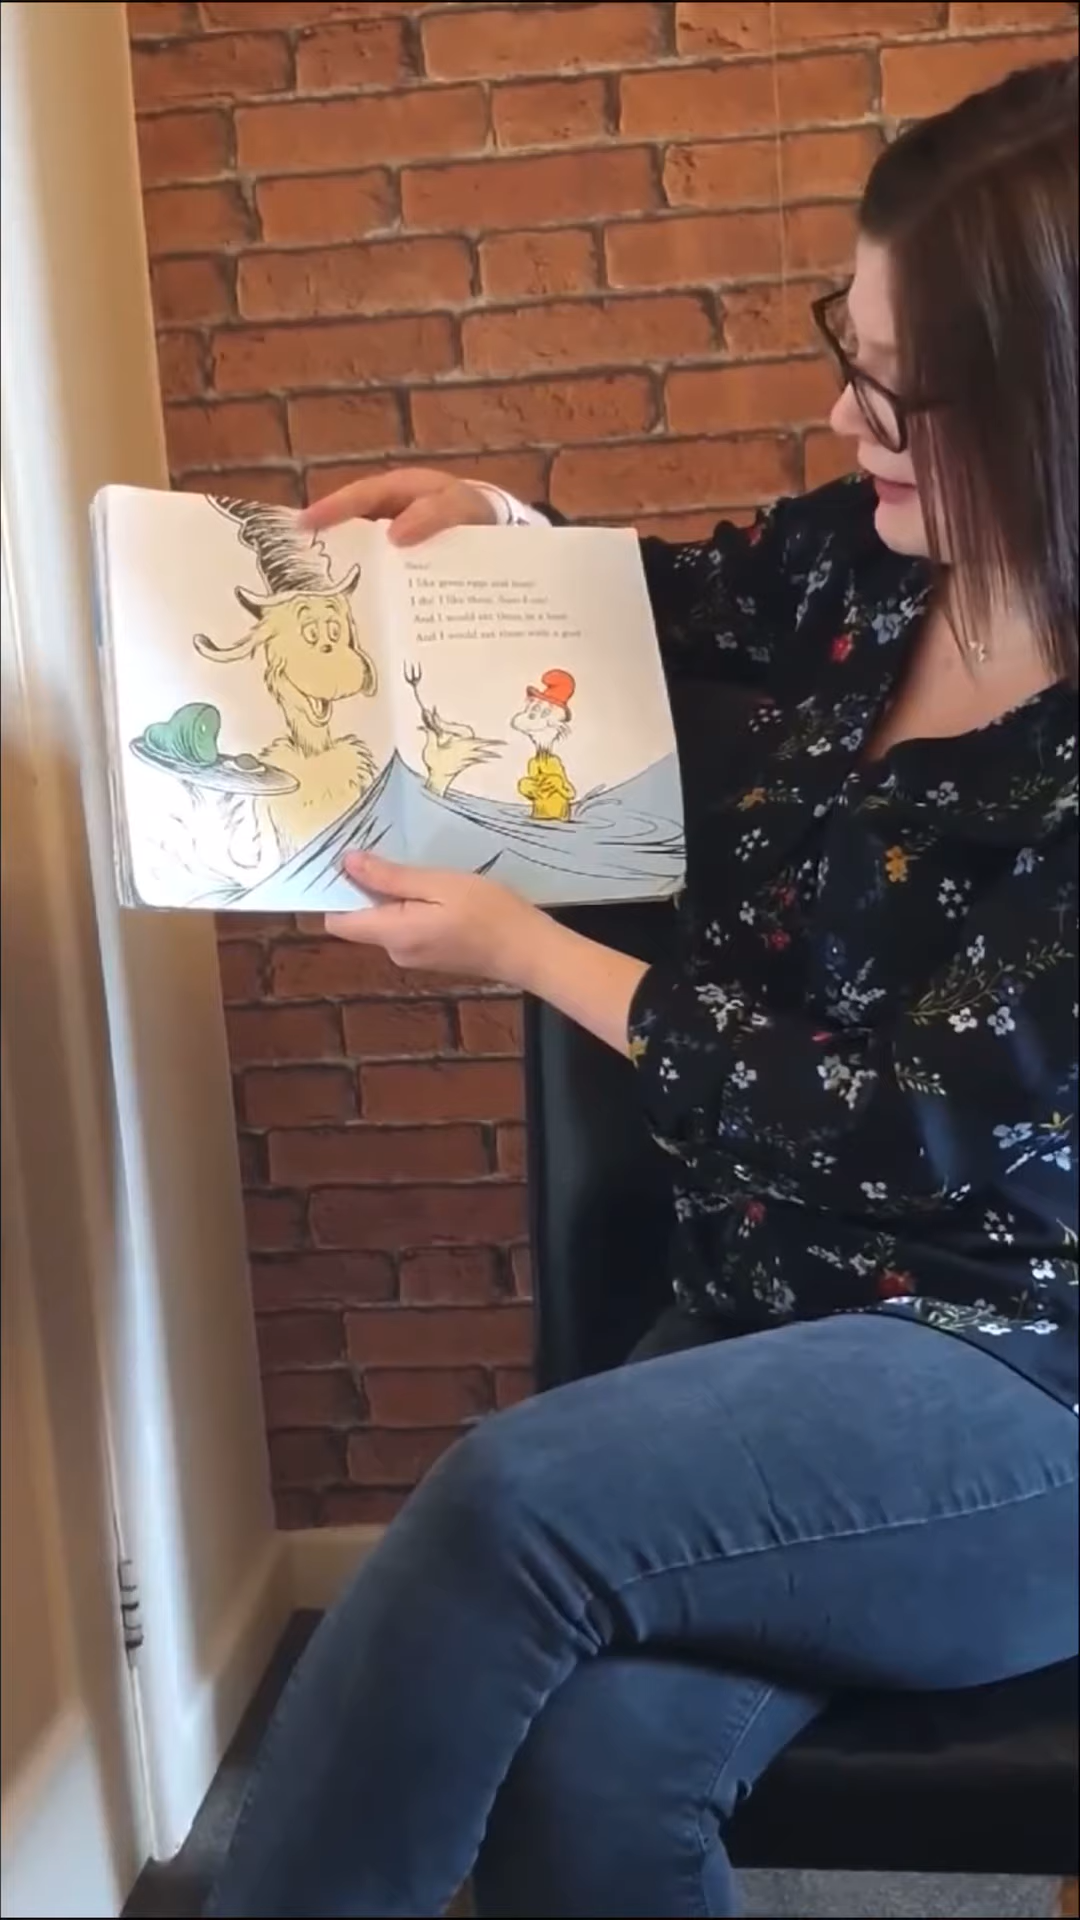 Say!
I like green eggs and ham!
I do! I like them, Sam-I-am!
And I would eat them in a boat.
And I would eat them with a goat...